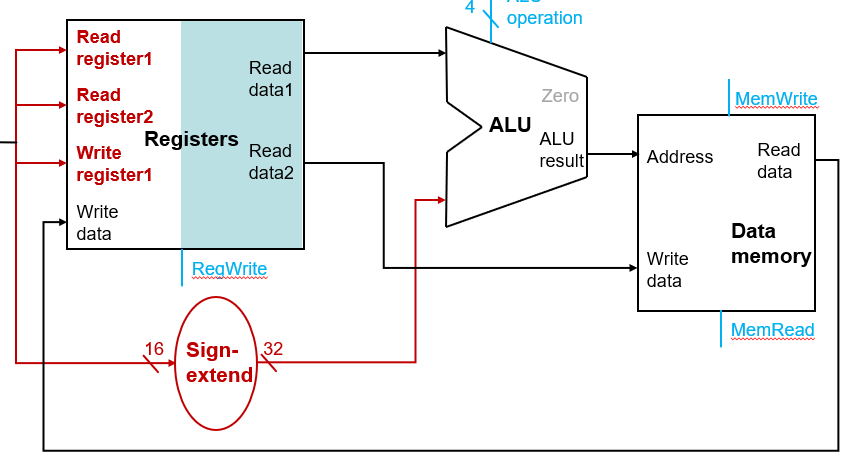 4
operation
Read
register1
Read
data1
Read
register2
Zero
MemWrite
Registers
ALU
ALU
result
Write
register1
Read
data2
Address
Read
data
Write
data
Data
memory
RegWrite
Write
data
MemRead
16
Sign-
extend
32